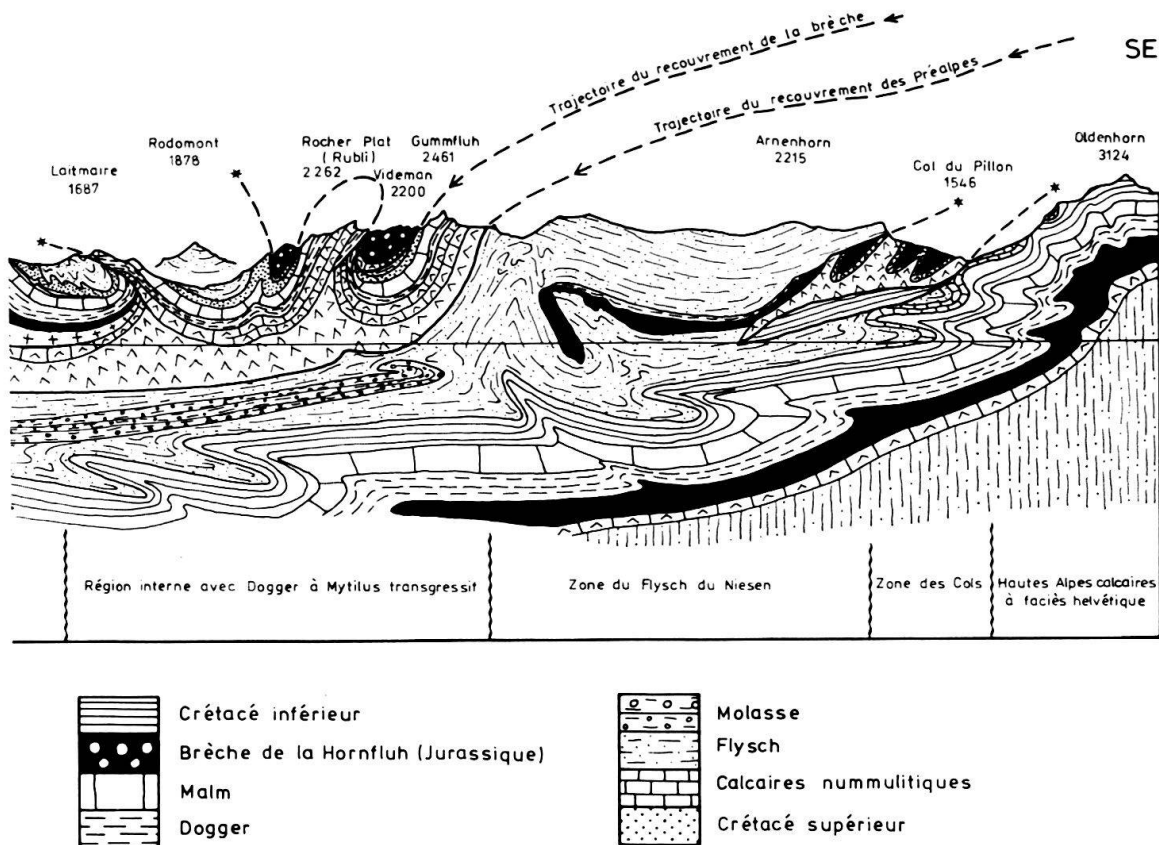 Trajectoire du recouvrement de la brèche
SE
Trajectoire du recouvrement des Préalpes
Laitmaire
1687
Rodomont
1878
Rocher Plat
(Rubli)
2262
Videman
2200
Gummfluh
2461
Arnenhorn
2215
Col du Pillon
1546
Oldenhorn
3124
Région interne avec Dogger à Mytilus transgressif
Zone du Flysch du Niesen
Zone des Cols
Hautes Alpes calcaires
à faciès helvétique
Crétacé inférieur
Brèche de la Hornfluh (Jurassique)
Malm
Dogger
Molasse
Flysch
Calcaires nummulitiques
Crétacé supérieur